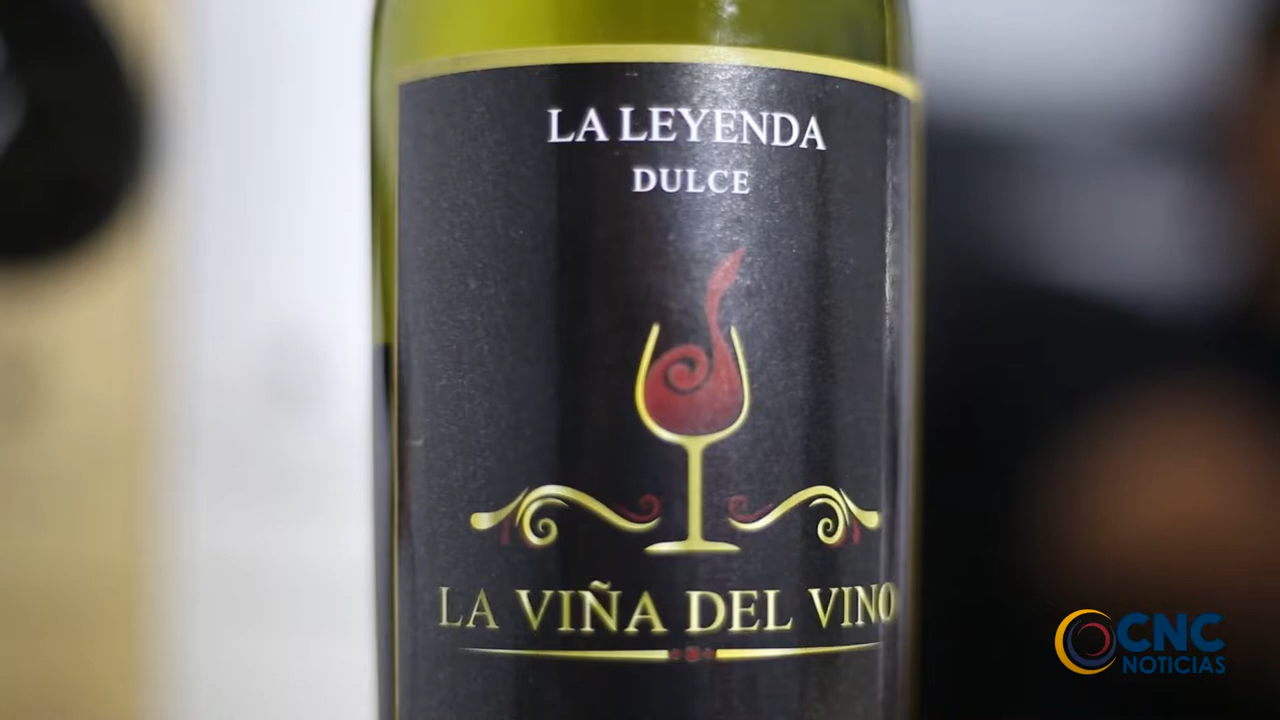 LA LEYENDA
DULCE
LA VIÑA DEL VINO
CNC
NOTICIAS